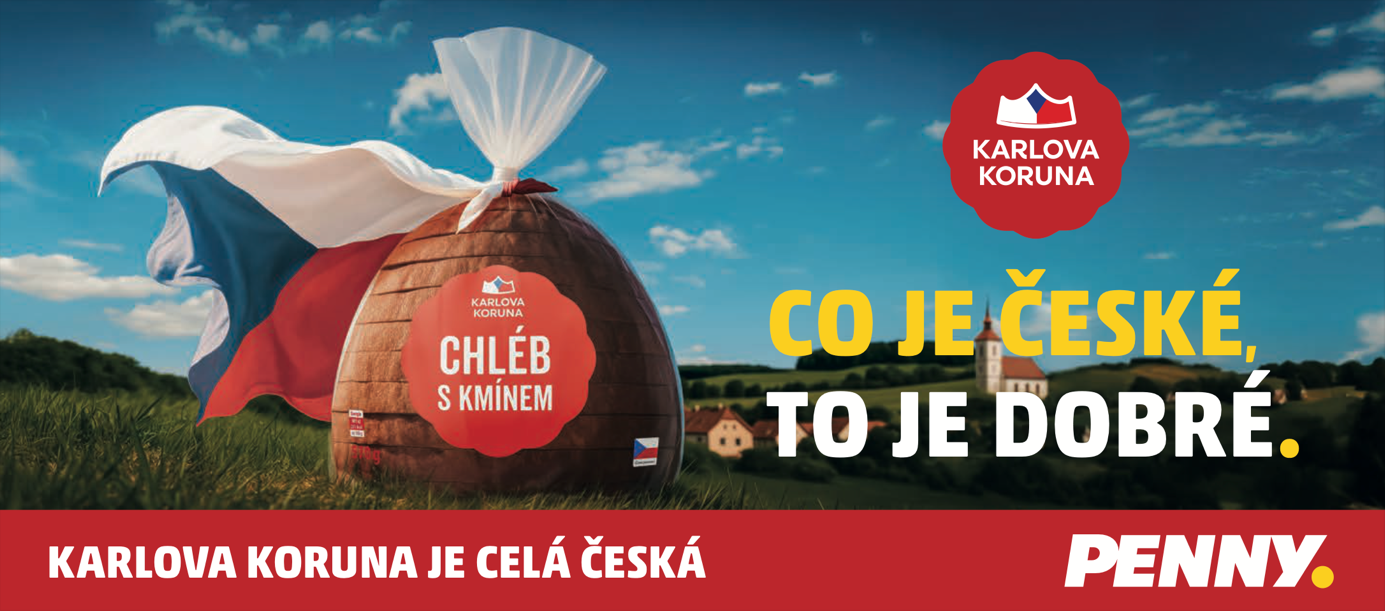 KARLOVA
KORUNA
CHLÉB
S KMÍNEM
KARLOVA
KORUNA
CO JE ČESKÉ,
TO JE DOBRÉ.
KARLOVA KORUNA JE CELÁ ČESKÁ
PENNY.